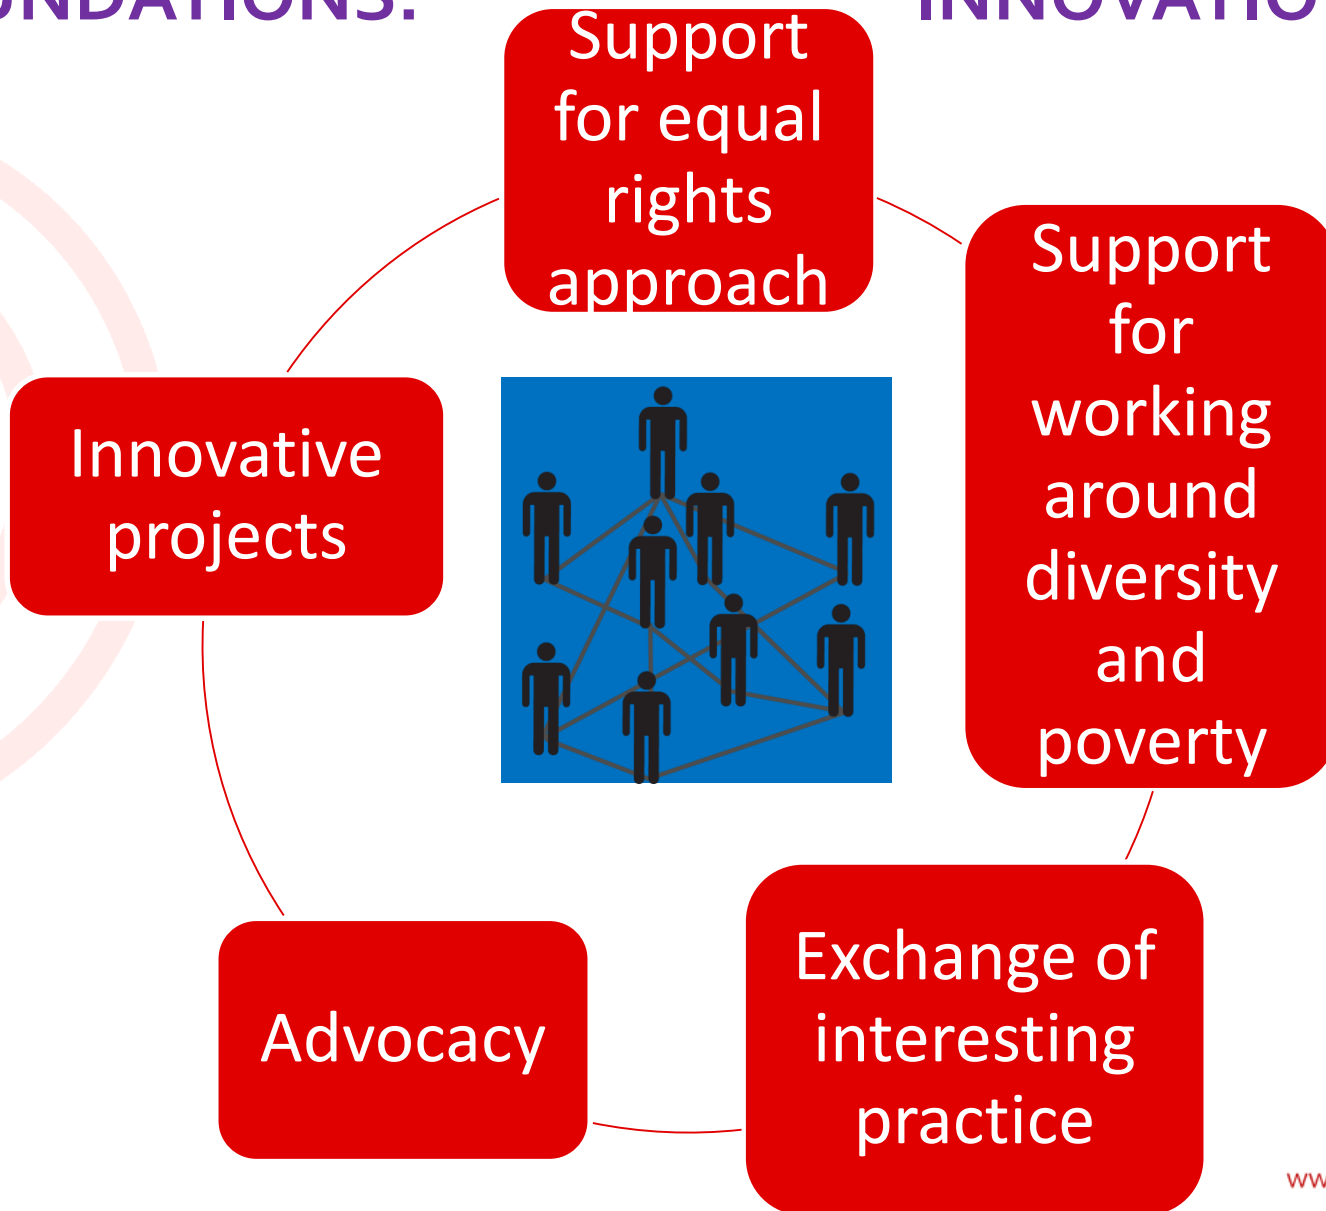 Support
for equal
rights
approach
Support
for
working
around
diversity
and
poverty
Exchange of
interesting
practice
Advocacy
Innovative
projects